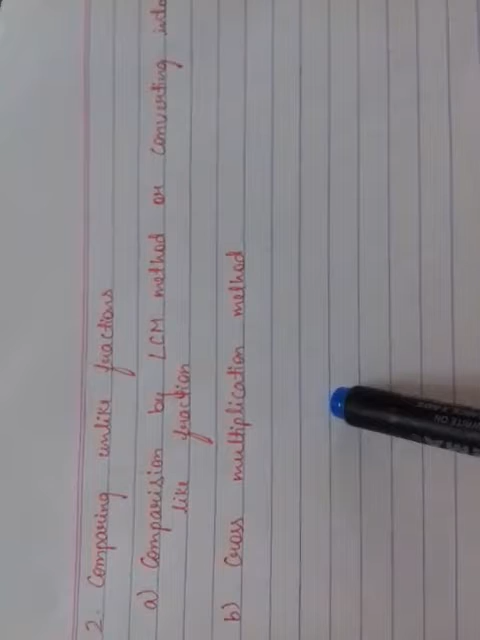 2. Comparing unlike fractions
a) Comparision by LCM method or converting into
like fraction
b) Cross multiplication method